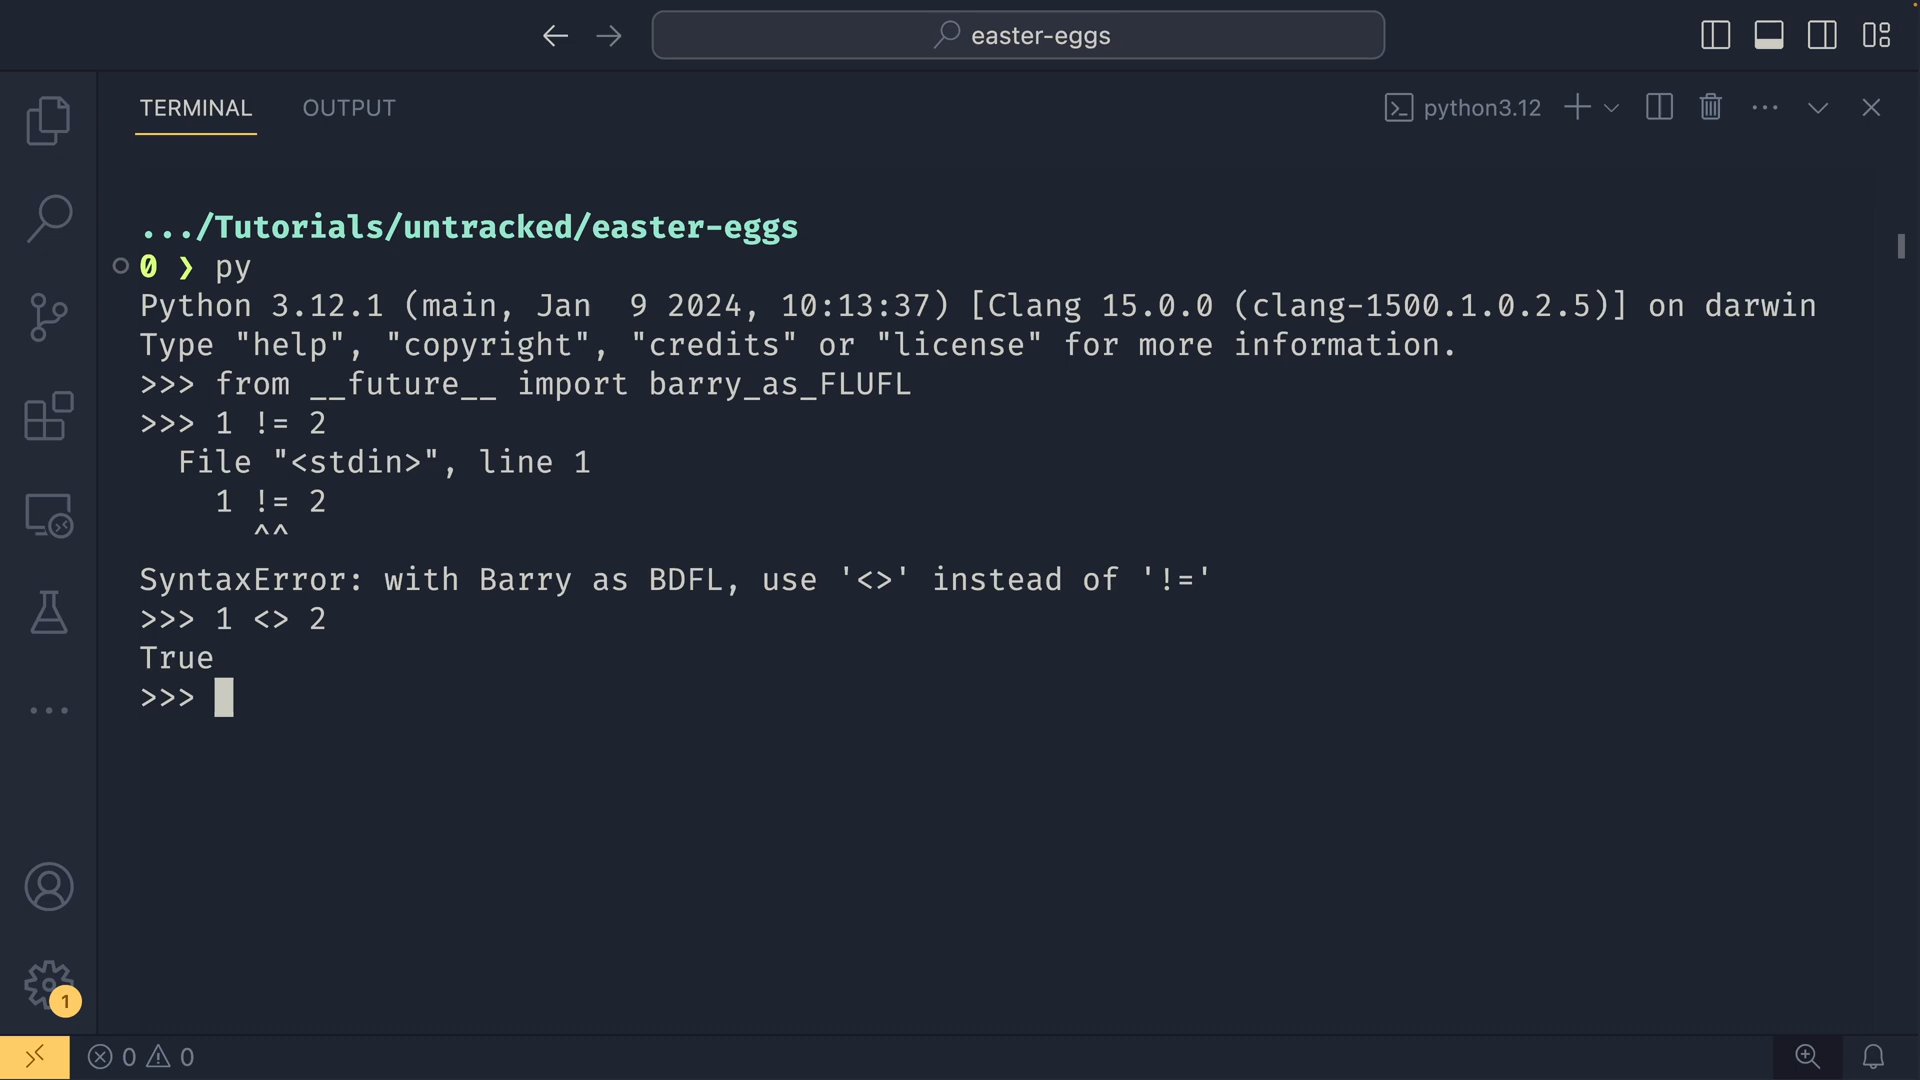 easter-eggs
TERMINAL OUTPUT python3.12
.../Tutorials/untracked/easter-eggs
0 ❯ py
Python 3.12.1 (main, Jan  9 2024, 10:13:37) [Clang 15.0.0 (clang-1500.1.0.2.5)] on darwin
Type "help", "copyright", "credits" or "license" for more information.
>>> from __future__ import barry_as_FLUFL
>>> 1 != 2
  File "<stdin>", line 1
    1 != 2
      ^^
SyntaxError: with Barry as BDFL, use '<>' instead of '!='
>>> 1 <> 2
True
>>>
1
0 0